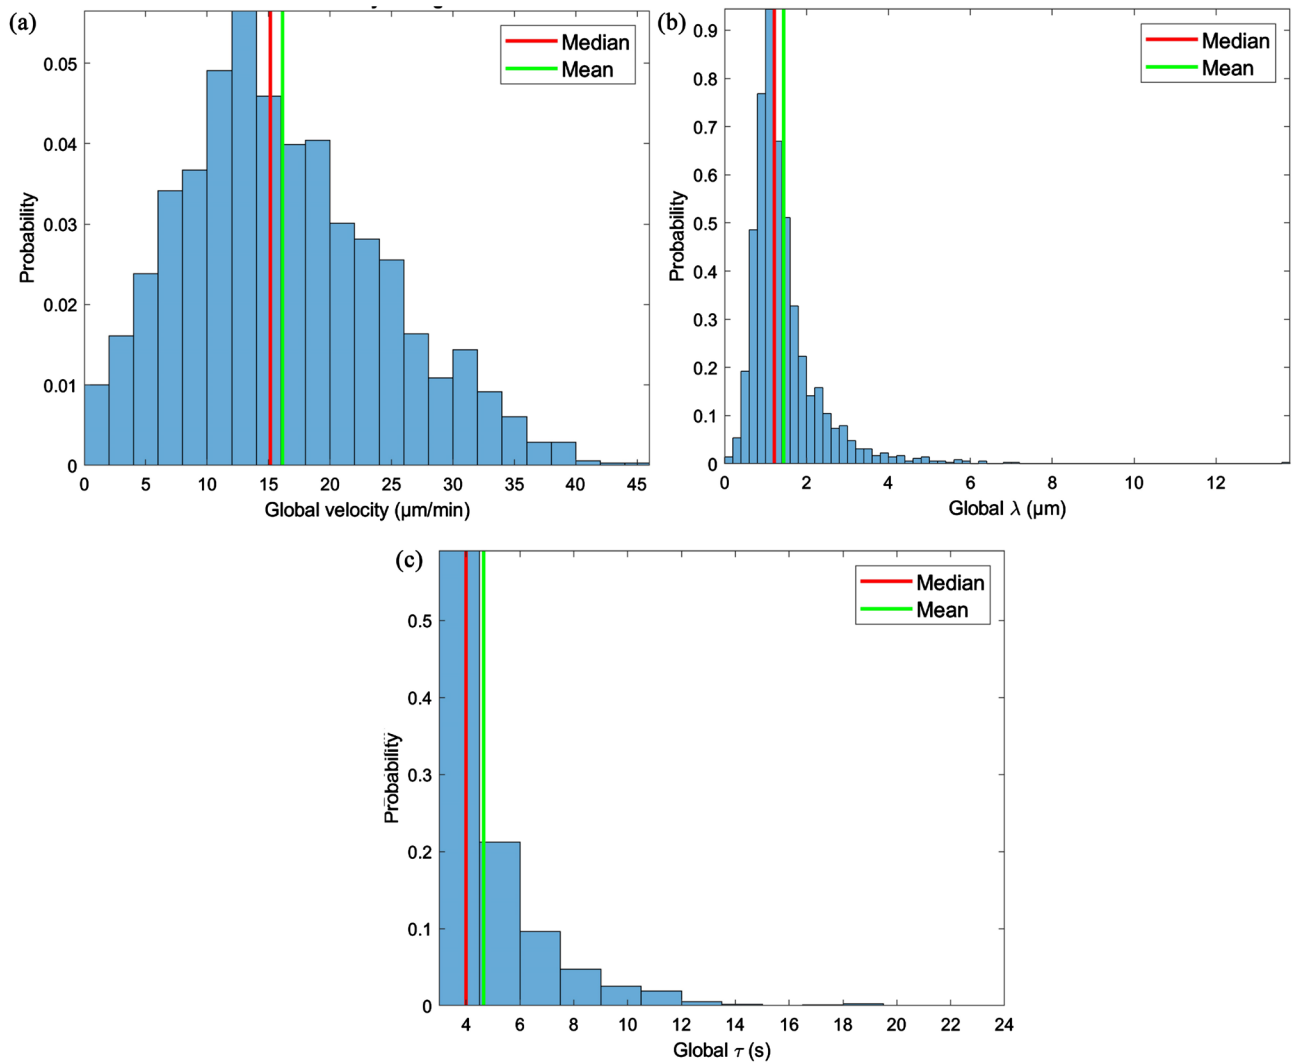 (a)
Median
Mean
0.05
0.04
0.03
0.02
0.01
0
Probability
0 5 10 15 20 25 30 35 40 45
Global velocity (μm/min)
(b)
Median
Mean
0.9
0.8
0.7
0.6
0.5
0.4
0.3
0.2
0.1
0
Probability
0 2 4 6 8 10 12
Global λ (μm)
(c)
Median
Mean
0.5
0.4
0.3
0.2
0.1
0
Probability
4 6 8 10 12 14 16 18 20 22 24
Global τ (s)